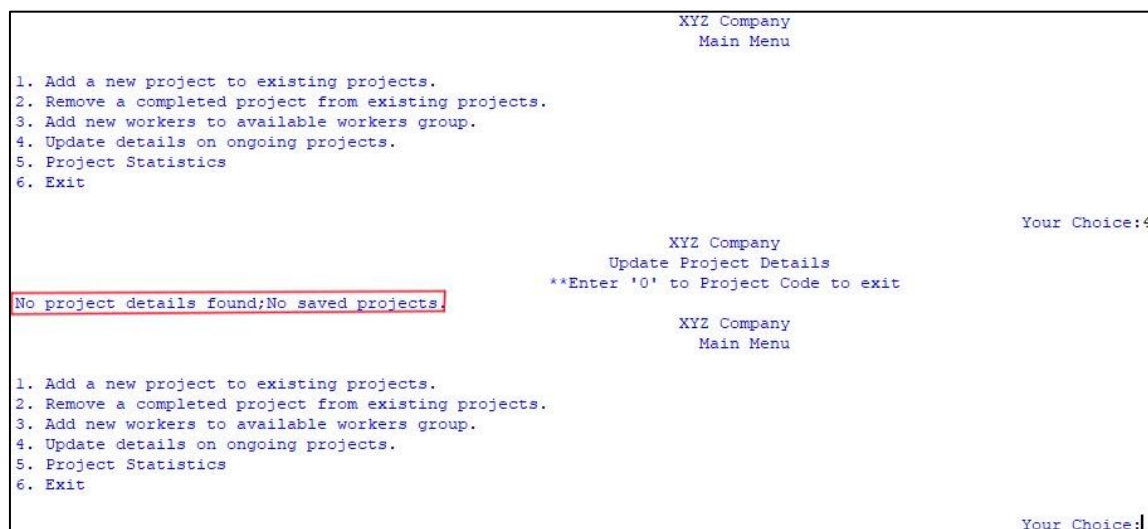 XYZ Company
Main Menu
1. Add a new project to existing projects.
2. Remove a completed project from existing projects.
3. Add new workers to available workers group.
4. Update details on ongoing projects.
5. Project Statistics
6. Exit
Your Choice:4
XYZ Company
Update Project Details
**Enter '0' to Project Code to exit
No project details found;No saved projects.
XYZ Company
Main Menu
1. Add a new project to existing projects.
2. Remove a completed project from existing projects.
3. Add new workers to available workers group.
4. Update details on ongoing projects.
5. Project Statistics
6. Exit
Your Choice: